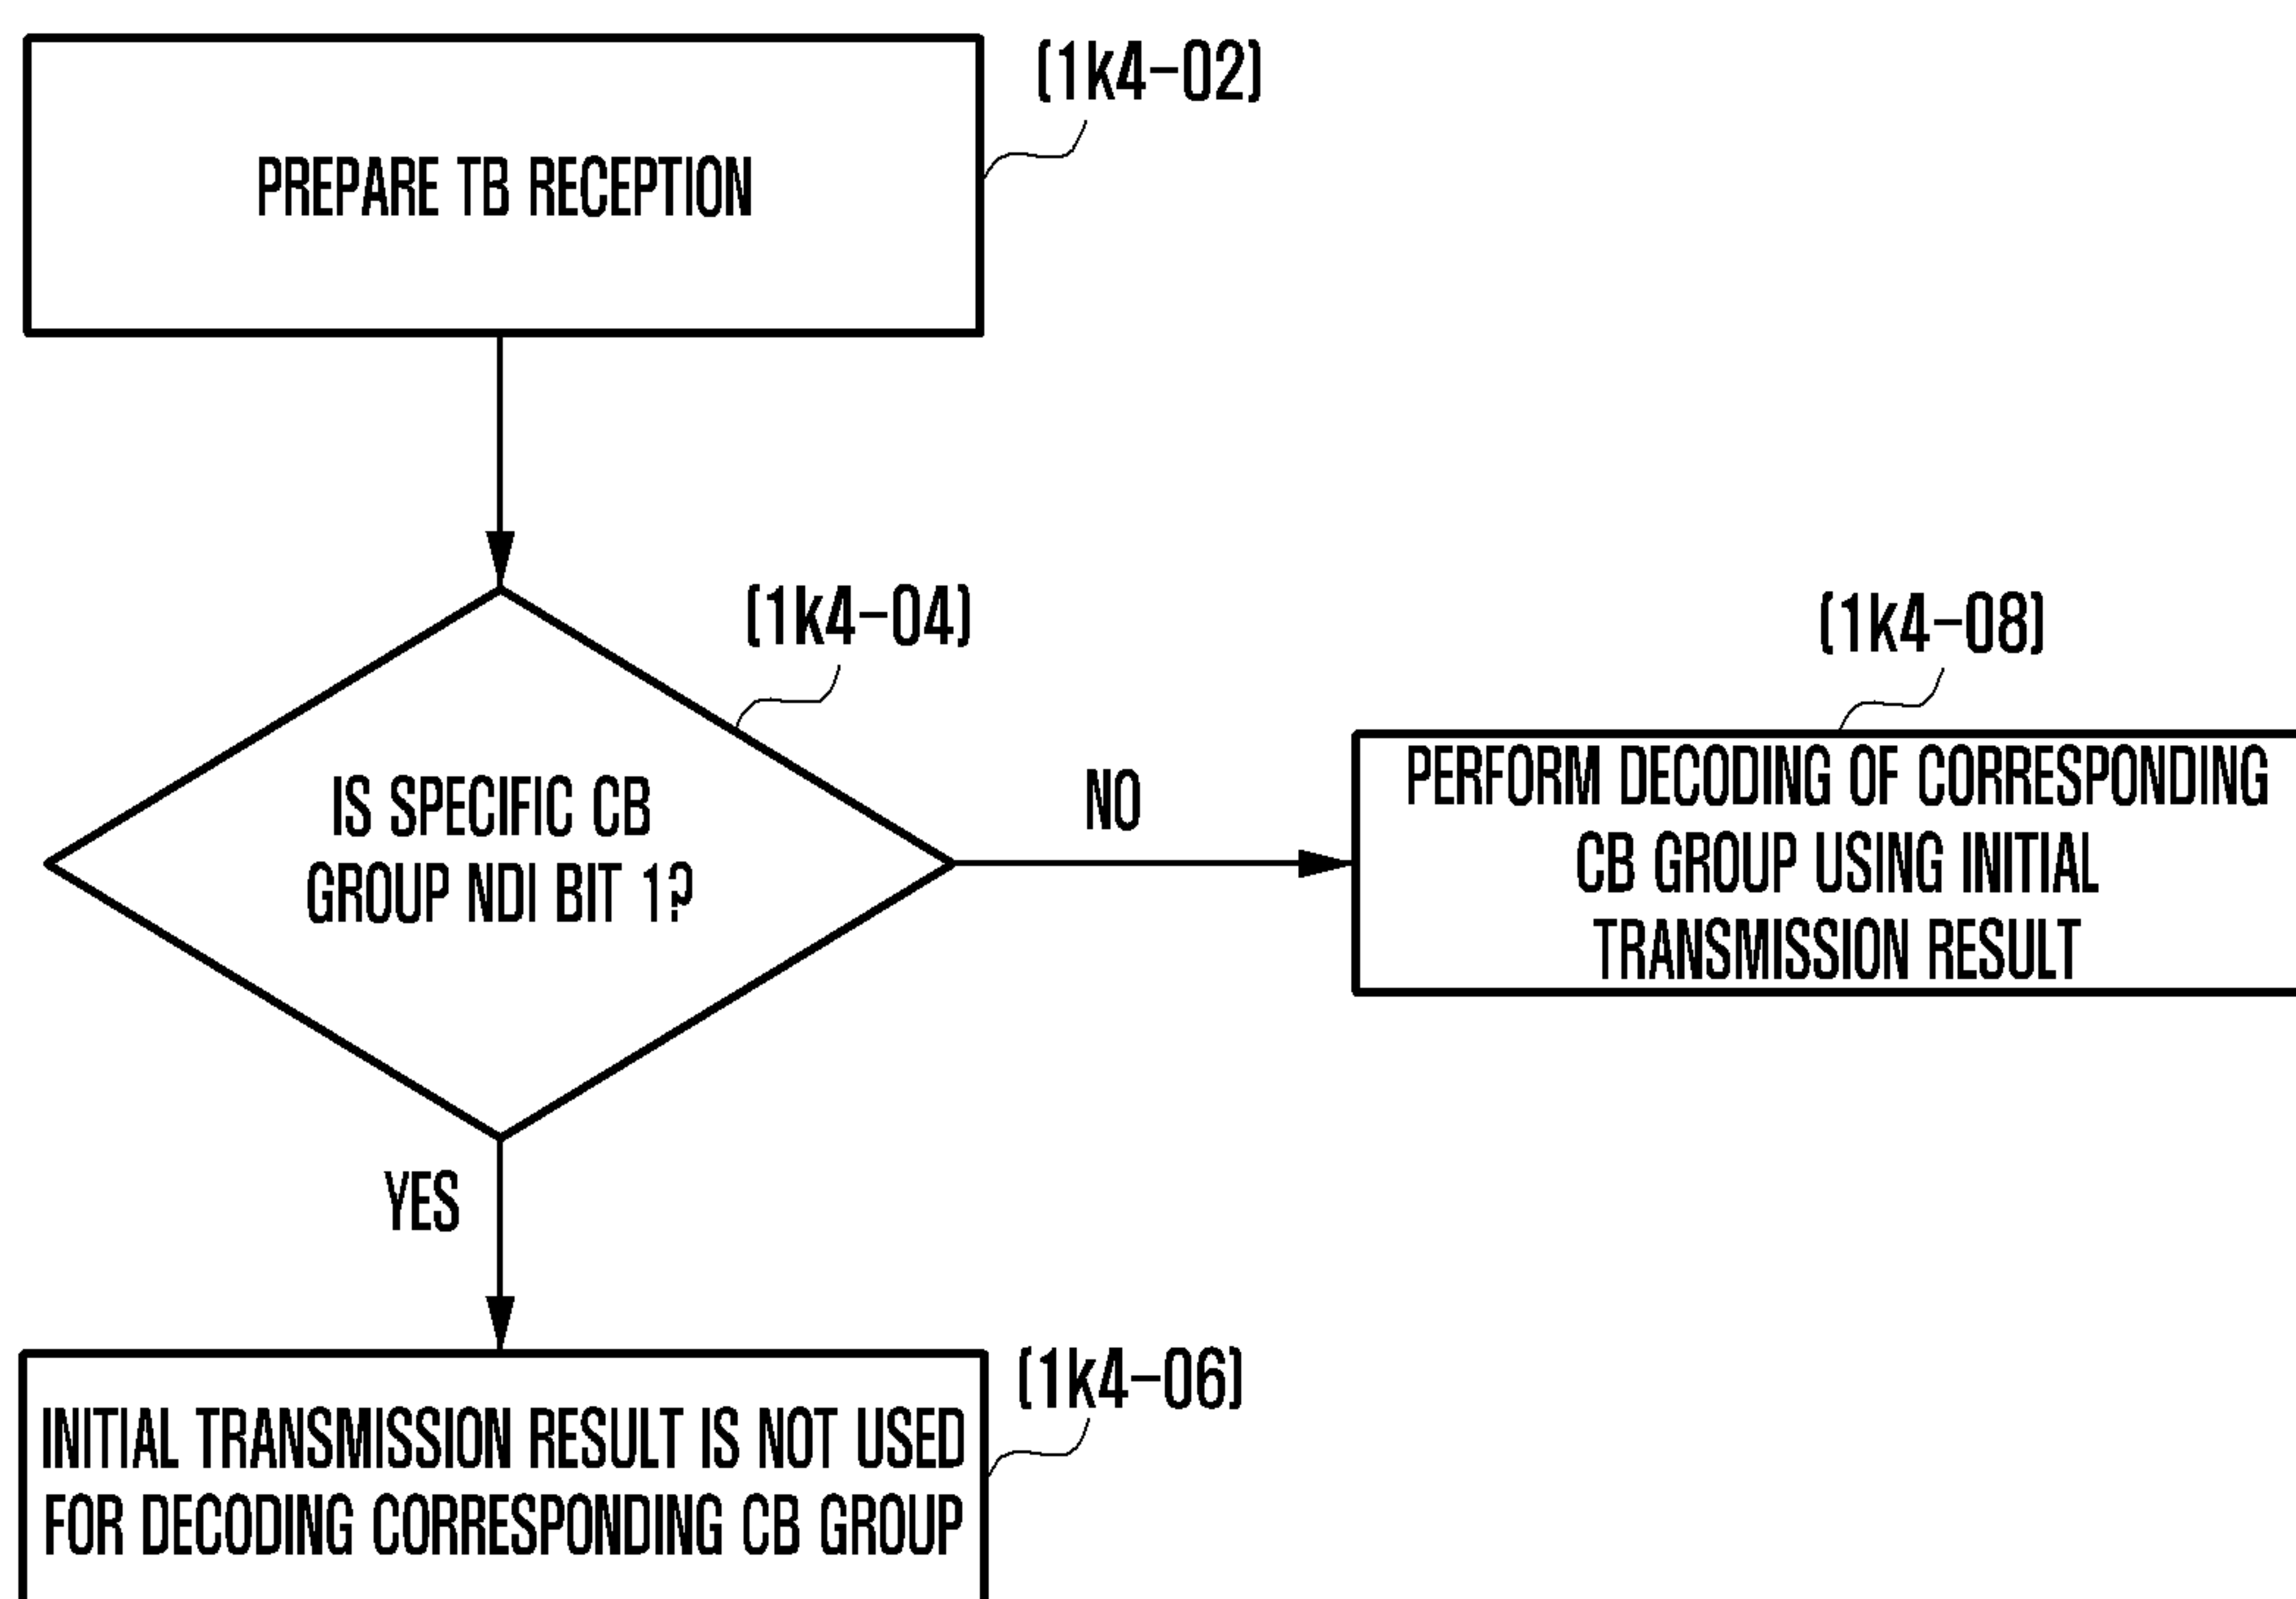 (1k4-02)
PREPARE TB RECEPTION
(1k4-04)
IS SPECIFIC CB
GROUP NDI BIT 1?
NO
(1k4-08)
PERFORM DECODING OF CORRESPONDING
CB GROUP USING INITIAL
TRANSMISSION RESULT
YES
(1k4-06)
INITIAL TRANSMISSION RESULT IS NOT USED
FOR DECODING CORRESPONDING CB GROUP